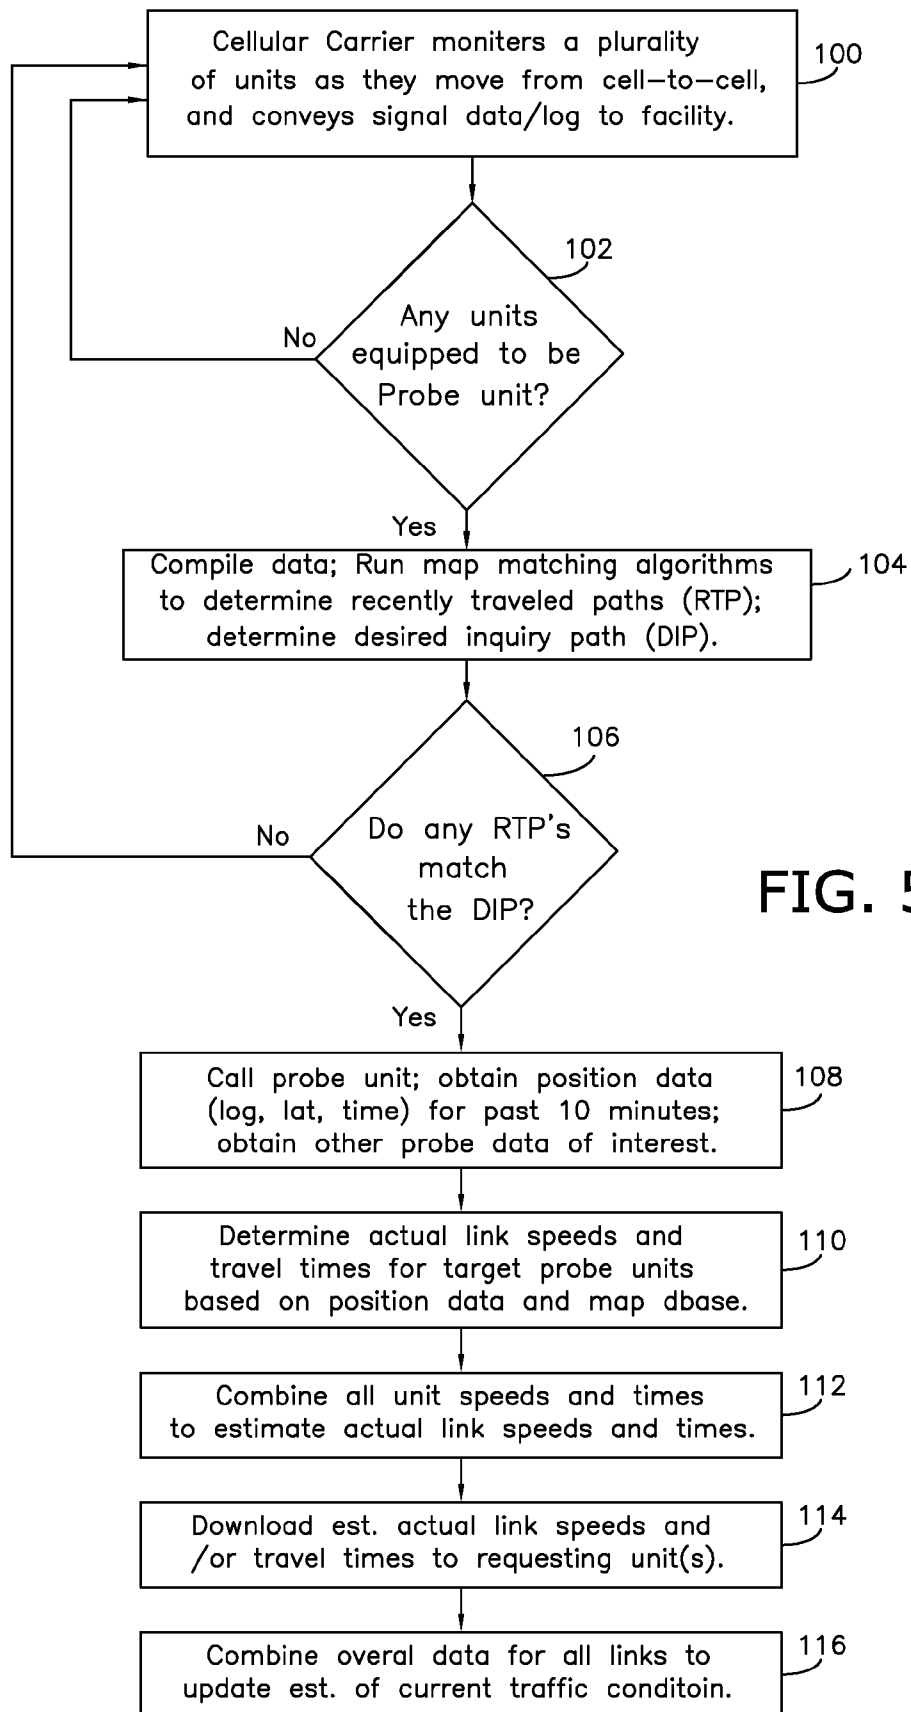 Cellular Carrier moniters a plurality
of units as they move from cell-to-cell,
and conveys signal data/log to facility.
100
102
Any units
equipped to be
Probe unit?
No
Yes
Compile data; Run map matching algorithms
to determine recently traveled paths (RTP);
determine desired inquiry path (DIP).
104
106
Do any RTP's
match
the DIP?
No
FIG. 5
Yes
Call probe unit; obtain position data
(log, lat, time) for past 10 minutes;
obtain other probe data of interest.
108
Determine actual link speeds and
travel times for target probe units
based on position data and map dbase.
110
Combine all unit speeds and times
to estimate actual link speeds and times.
112
Download est. actual link speeds and
/or travel times to requesting unit(s).
114
Combine overal data for all links to
update est. of current traffic conditoin.
116